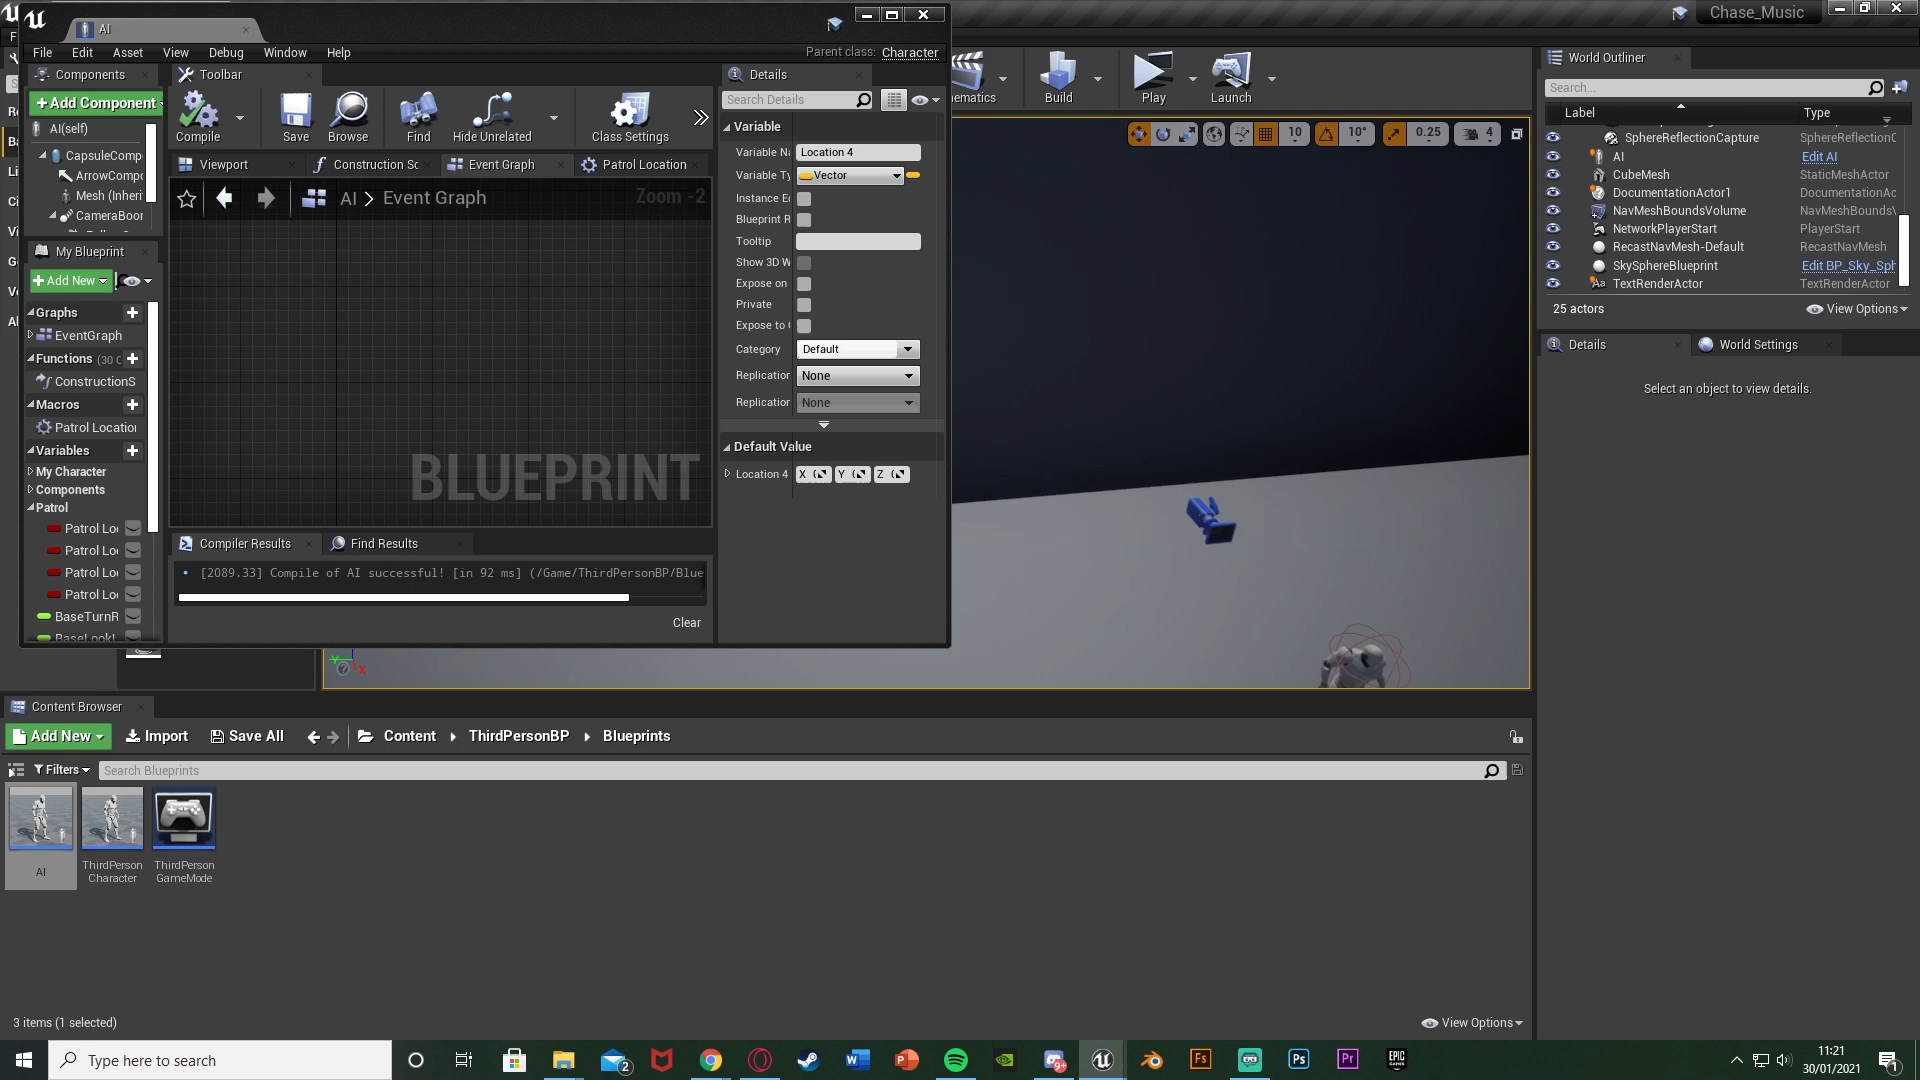 AI
File Edit Asset View Debug Window Help
Parent class: Character
Chase_Music
Components
Toolbar
Details
+Add Component
Compile
Save
Browse
Find
Hide Unrelated
Class Settings
AI(self)
CapsuleComp
ArrowCompo
Mesh (Inheri
CameraBoor
Viewport
Construction Sc
Event Graph
Patrol Location
AI > Event Graph
Zoom -2
BLUEPRINT
My Blueprint
+Add New
Graphs
EventGraph
Functions (30 O
ConstructionS
Macros
Patrol Location
Variables
My Character
Components
Patrol
Patrol Lo
Patrol Lo
Patrol Lo
Patrol Lo
BaseTurnR
BaseLookU
Compiler Results
Find Results
[2089.33] Compile of AI successful! [in 92 ms] (/Game/ThirdPersonBP/Blue
Clear
Search Details
Variable
Variable Na Location 4
Variable Ty Vector
Instance E
Blueprint R
Tooltip
Show 3D W
Expose on
Private
Expose to C
Category Default
Replication None
Replication None
Default Value
Location 4 X Y Z
ematics
Build
Play
Launch
10 10° 0.25 4
World Outliner
Search...
Label Type
SphereReflectionCapture SphereReflectionC
AI Edit AI
CubeMesh StaticMeshActor
DocumentationActor1 DocumentationAc
NavMeshBoundsVolume NavMeshBoundsV
NetworkPlayerStart PlayerStart
RecastNavMesh-Default RecastNavMesh
SkySphereBlueprint Edit BP_Sky_Sph
TextRenderActor TextRenderActor
25 actors
View Options
Details
World Settings
Select an object to view details.
Content Browser
Add New Import Save All Content ThirdPersonBP Blueprints
Filters Search Blueprints
AI
ThirdPerson
Character
ThirdPerson
GameMode
3 items (1 selected)
View Options
Type here to search
11:21
30/01/2021